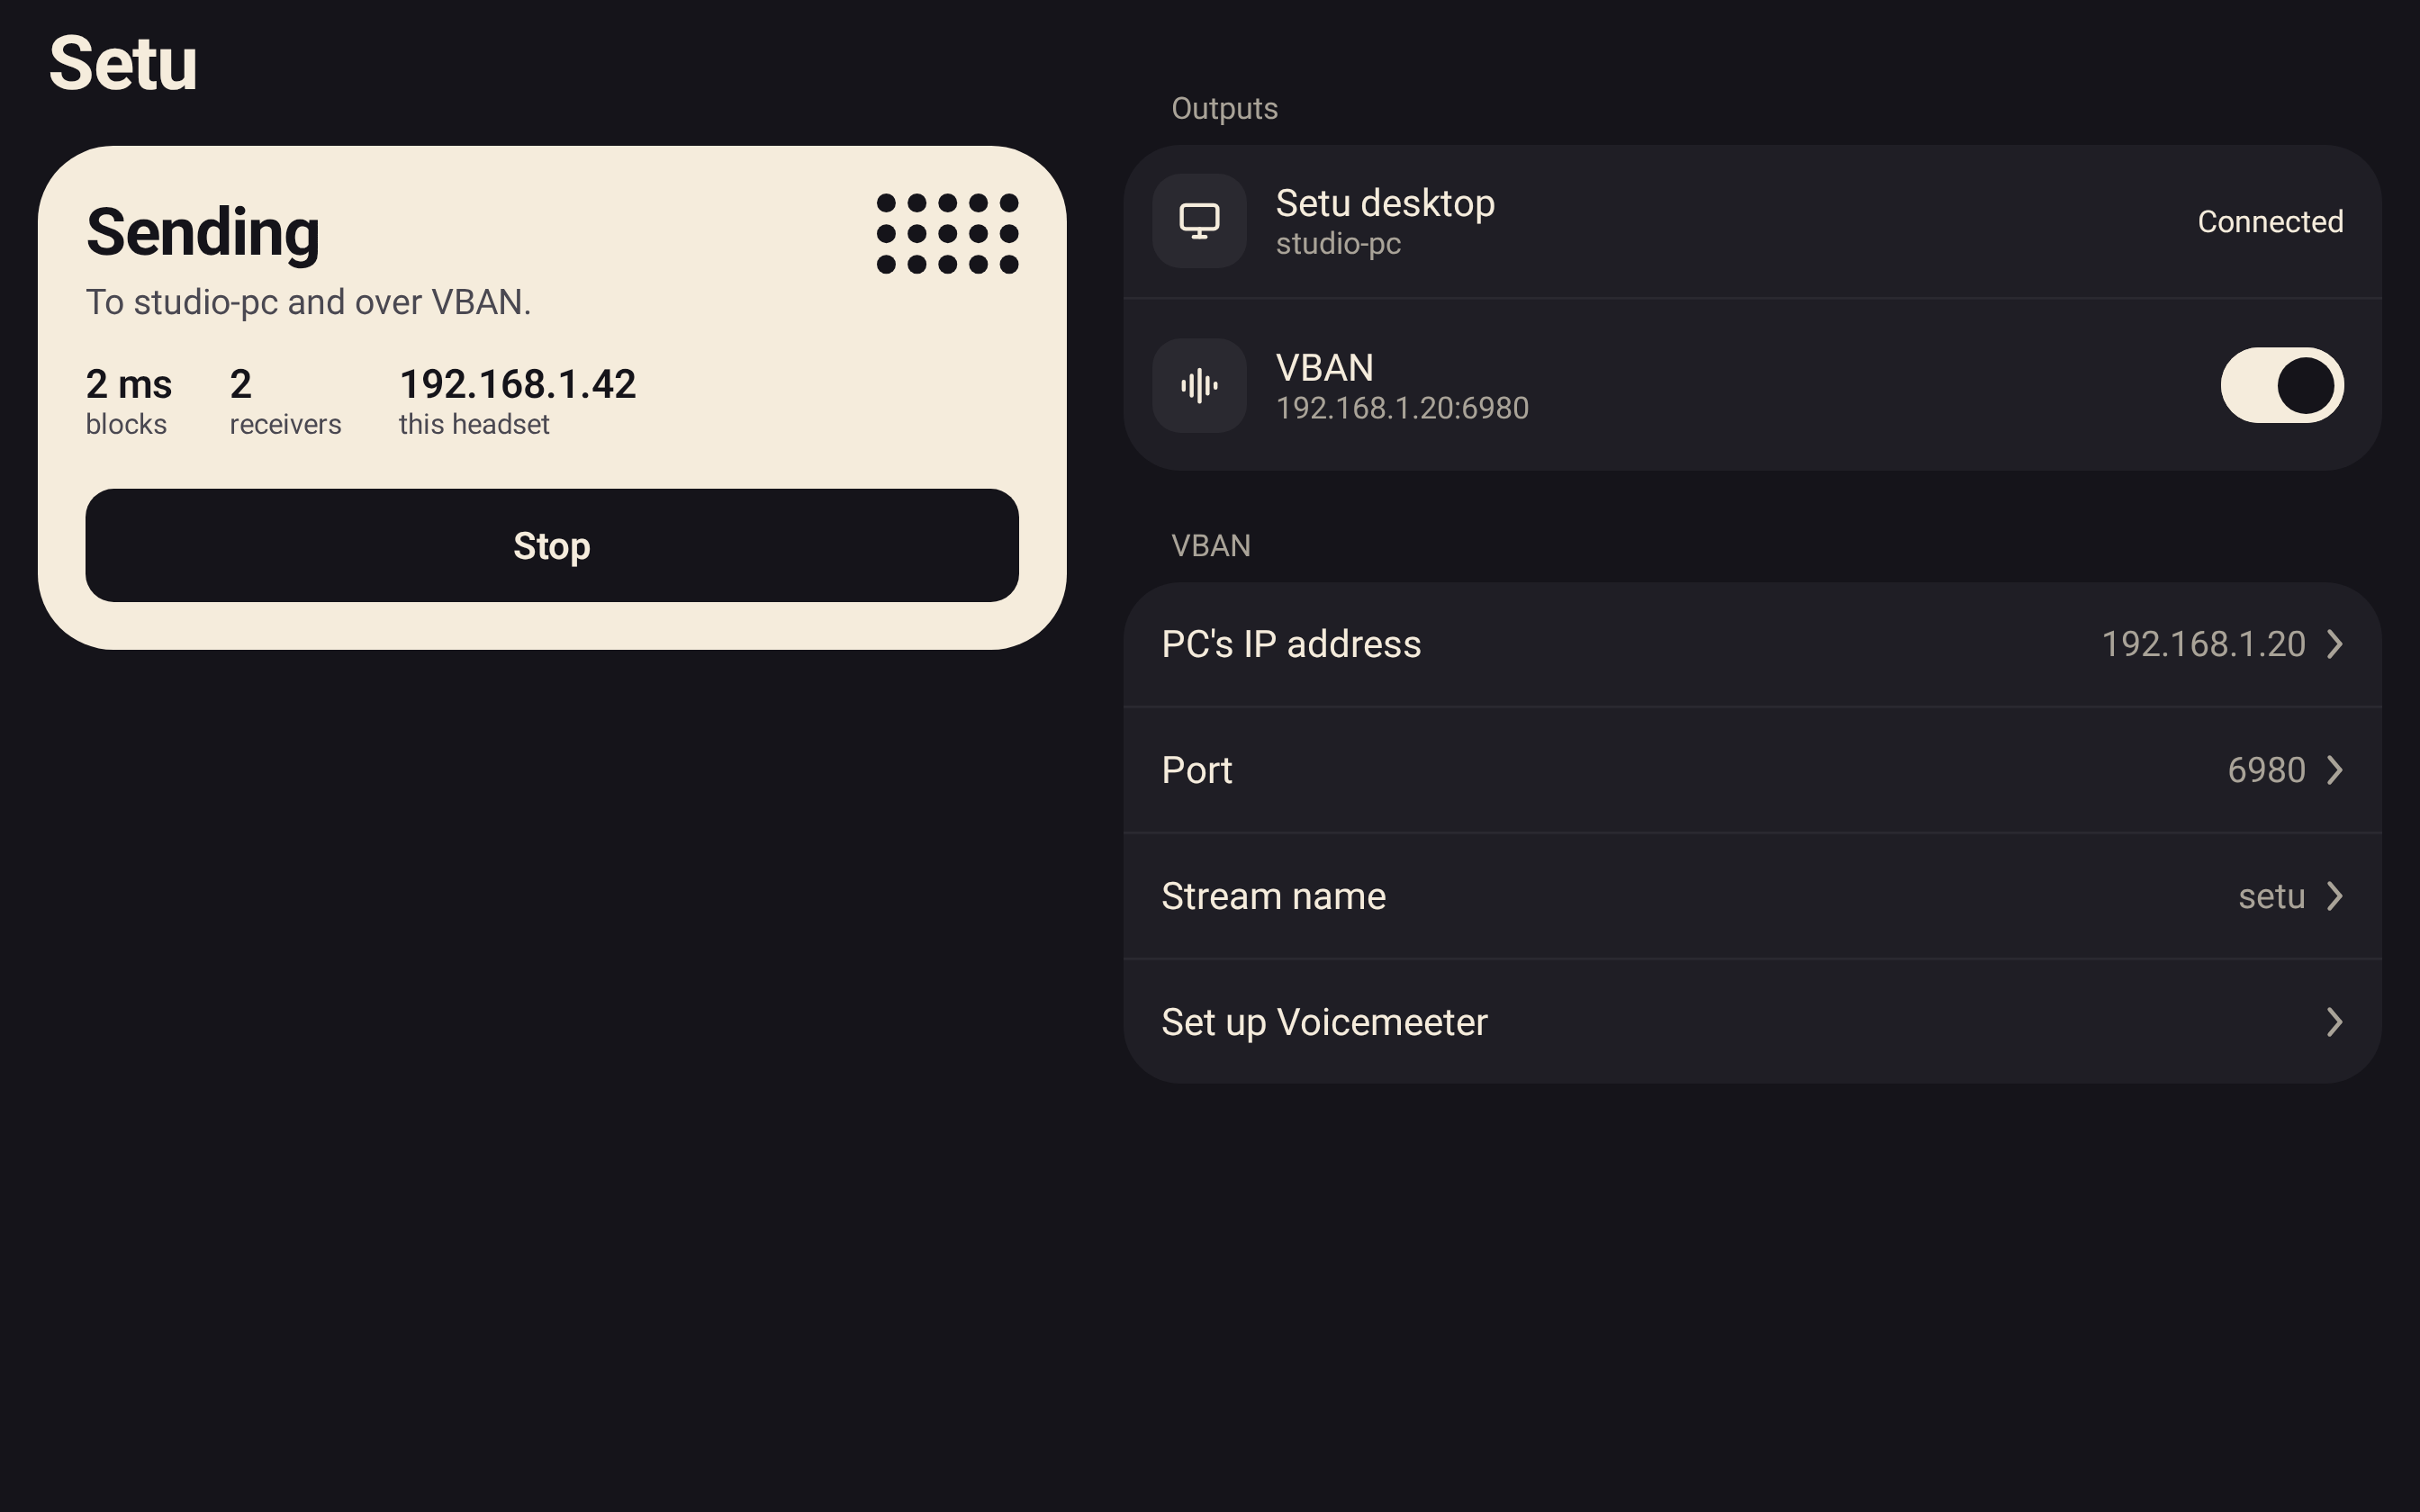 Setu
Sending
To studio-pc and over VBAN.
2 ms
blocks
2
receivers
192.168.1.42
this headset
Stop
Outputs
Setu desktop
studio-pc
Connected
VBAN
192.168.1.20:6980
VBAN
PC's IP address
192.168.1.20
Port
6980
Stream name
setu
Set up Voicemeeter